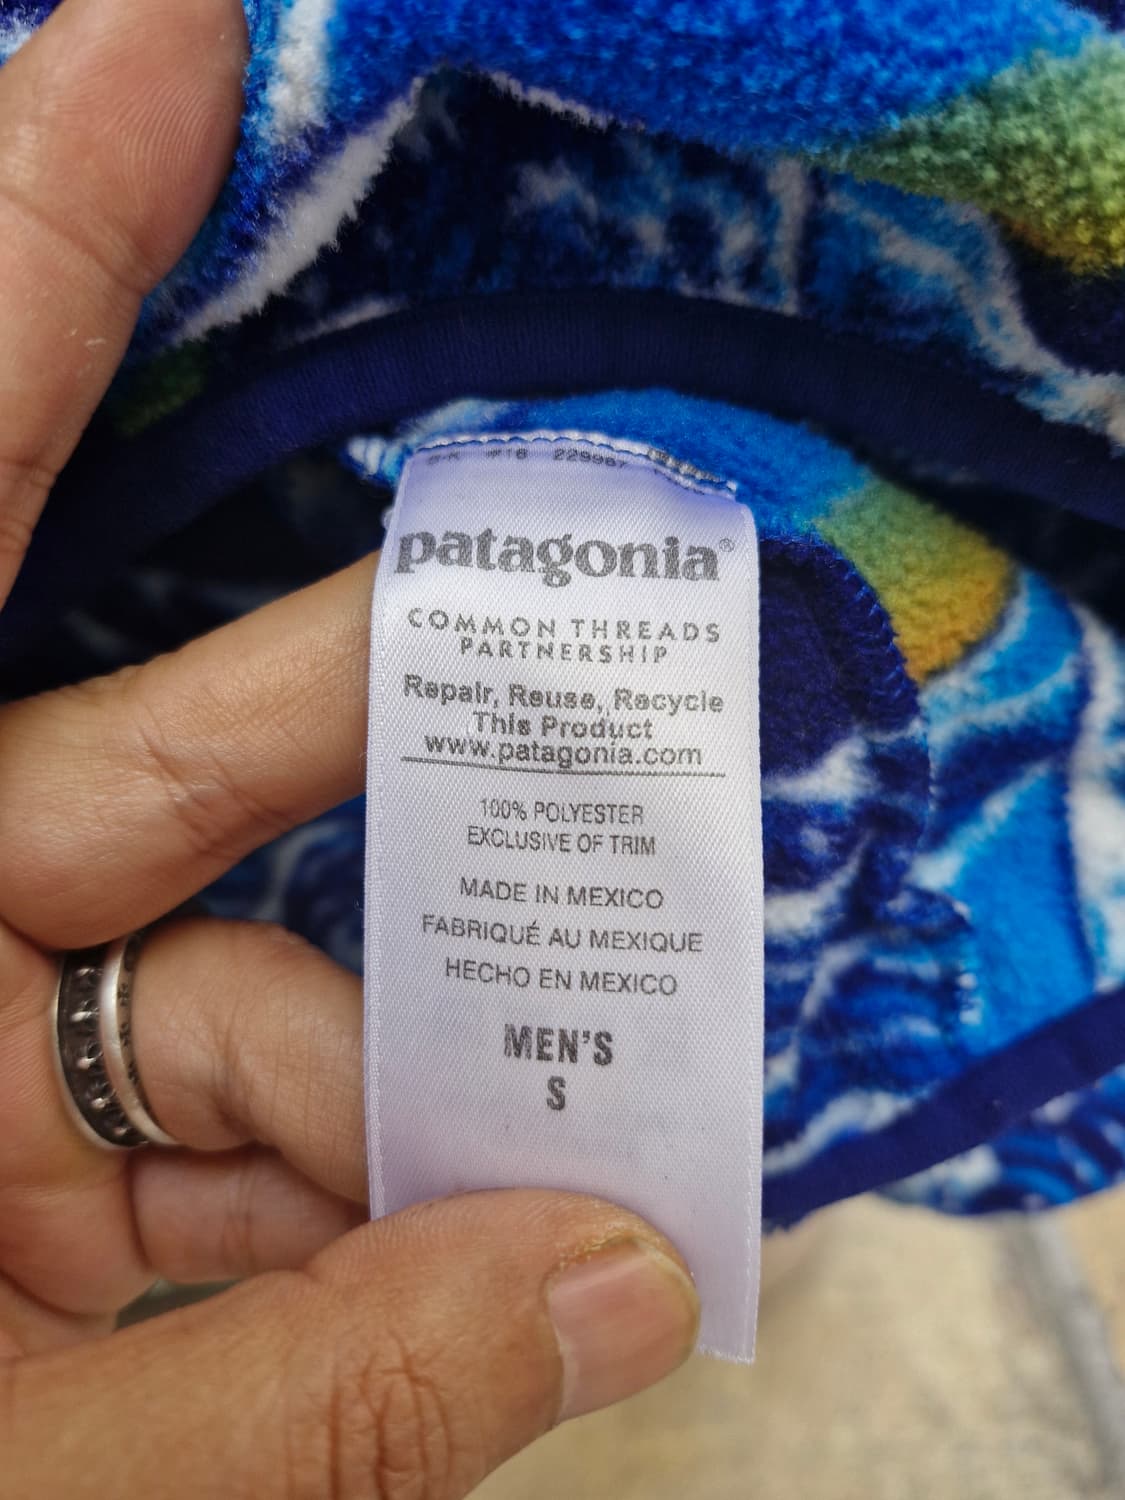 patagonia®
COMMON THREADS
PARTNERSHIP
Repair, Reuse, Recycle
This Product
www.patagonia.com
100% POLYESTER
EXCLUSIVE OF TRIM
MADE IN MEXICO
FABRIQUÉ AU MEXIQUE
HECHO EN MEXICO
MEN'S
S